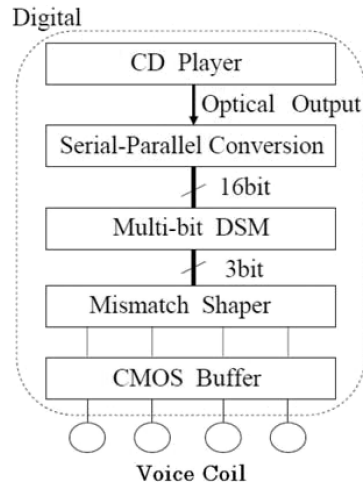 Digital
CD Player
Optical Output
Serial-Parallel Conversion
16bit
Multi-bit DSM
3bit
Mismatch Shaper
CMOS Buffer
Voice Coil